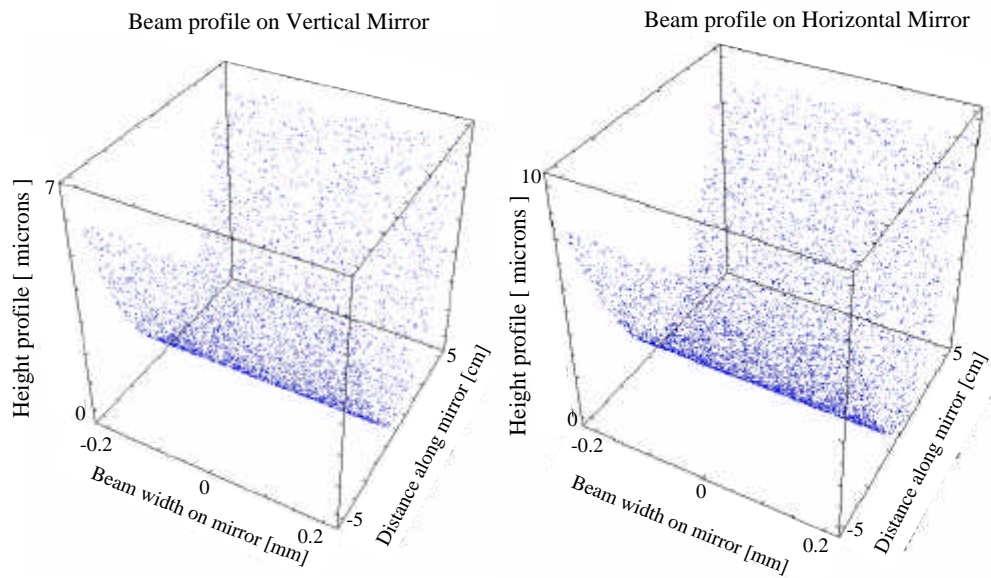 Beam profile on Vertical Mirror
7
Height profile [ microns ]
0
-0.2
0
0.2
Beam width on mirror [mm]
-5
5
Distance along mirror [cm]
Beam profile on Horizontal Mirror
10
Height profile [ microns ]
0
-0.2
0
0.2
Beam width on mirror [mm]
-5
5
Distance along mirror [cm]